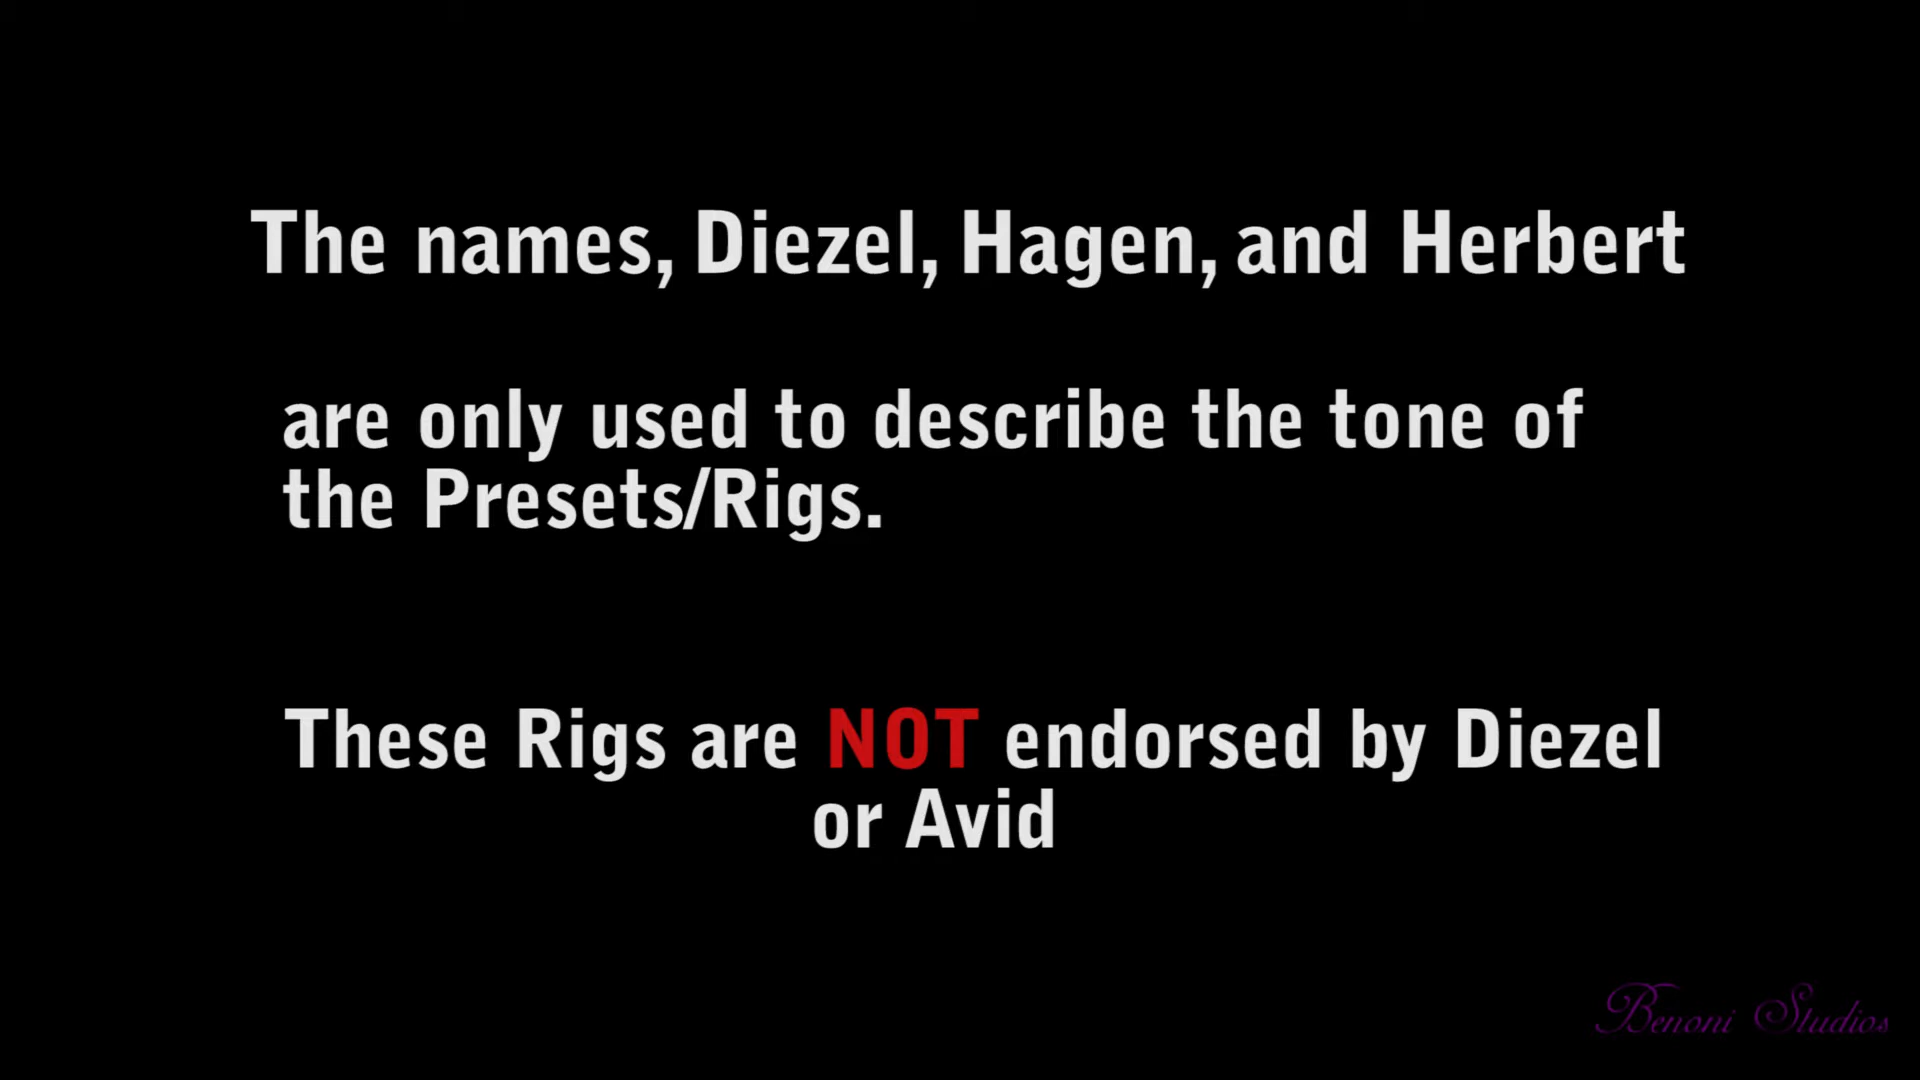 The names, Diezel, Hagen, and Herbert
are only used to describe the tone of
the Presets/Rigs.
These Rigs are NOT endorsed by Diezel
or Avid
Benoni Studios